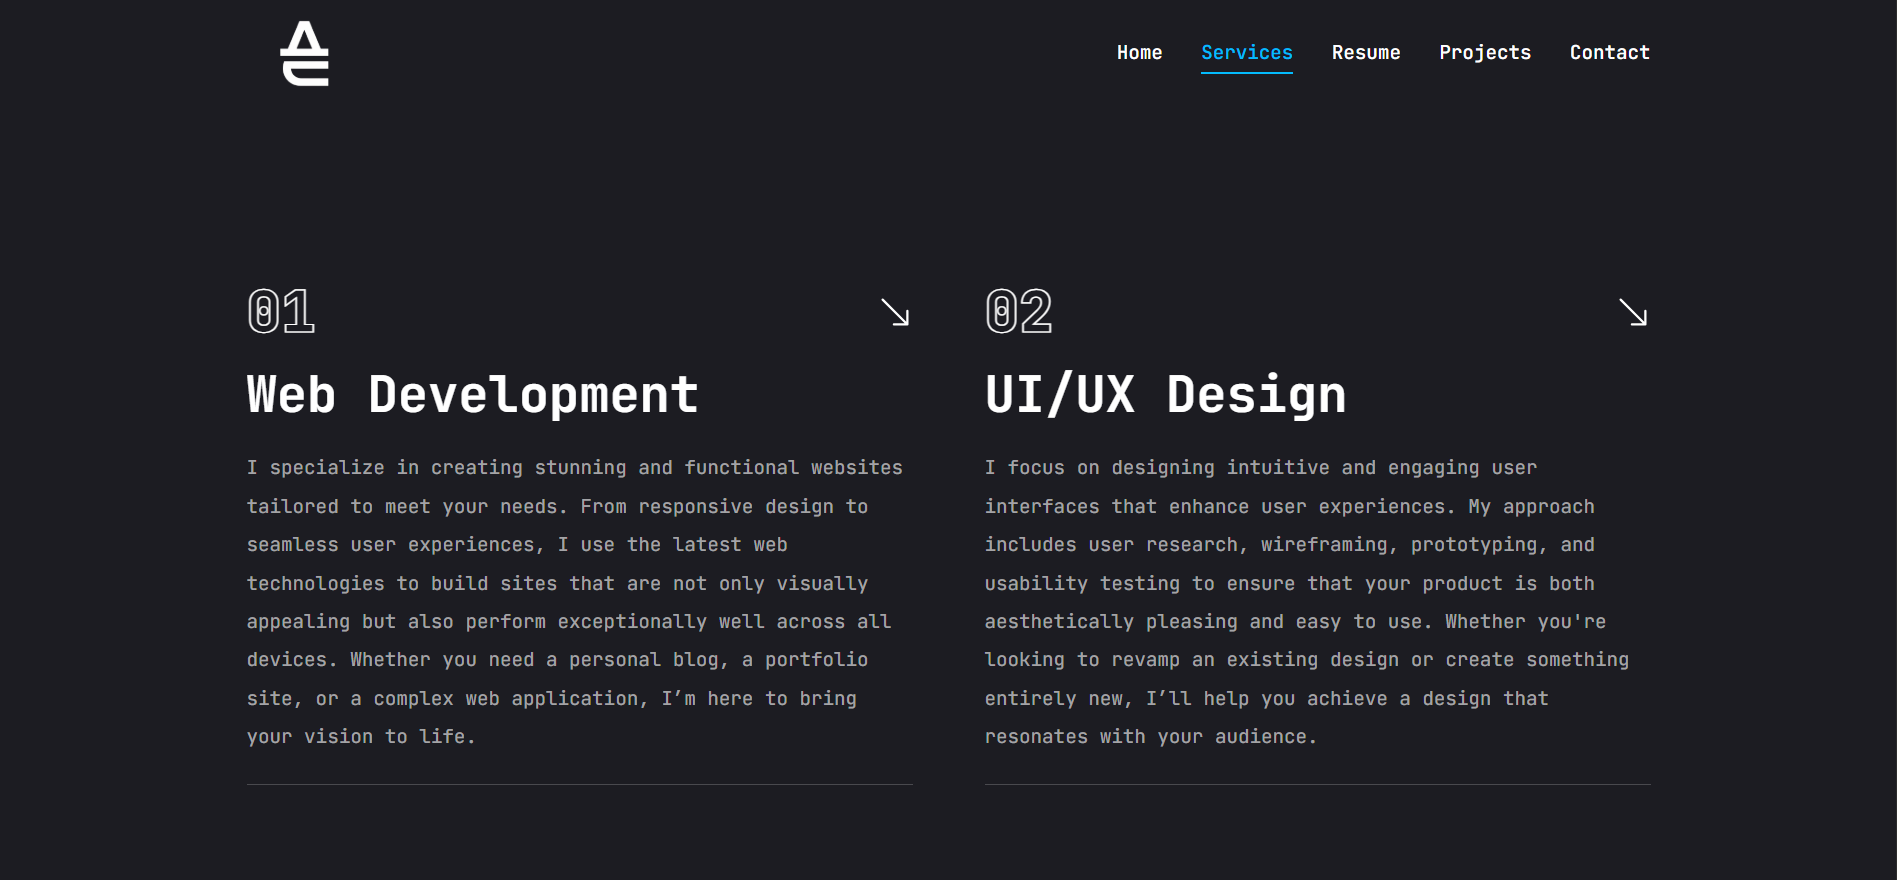 Home Services Resume Projects Contact
01
Web Development
I specialize in creating stunning and functional websites
tailored to meet your needs. From responsive design to
seamless user experiences, I use the latest web
technologies to build sites that are not only visually
appealing but also perform exceptionally well across all
devices. Whether you need a personal blog, a portfolio
site, or a complex web application, I’m here to bring
your vision to life.
02
UI/UX Design
I focus on designing intuitive and engaging user
interfaces that enhance user experiences. My approach
includes user research, wireframing, prototyping, and
usability testing to ensure that your product is both
aesthetically pleasing and easy to use. Whether you're
looking to revamp an existing design or create something
entirely new, I’ll help you achieve a design that
resonates with your audience.